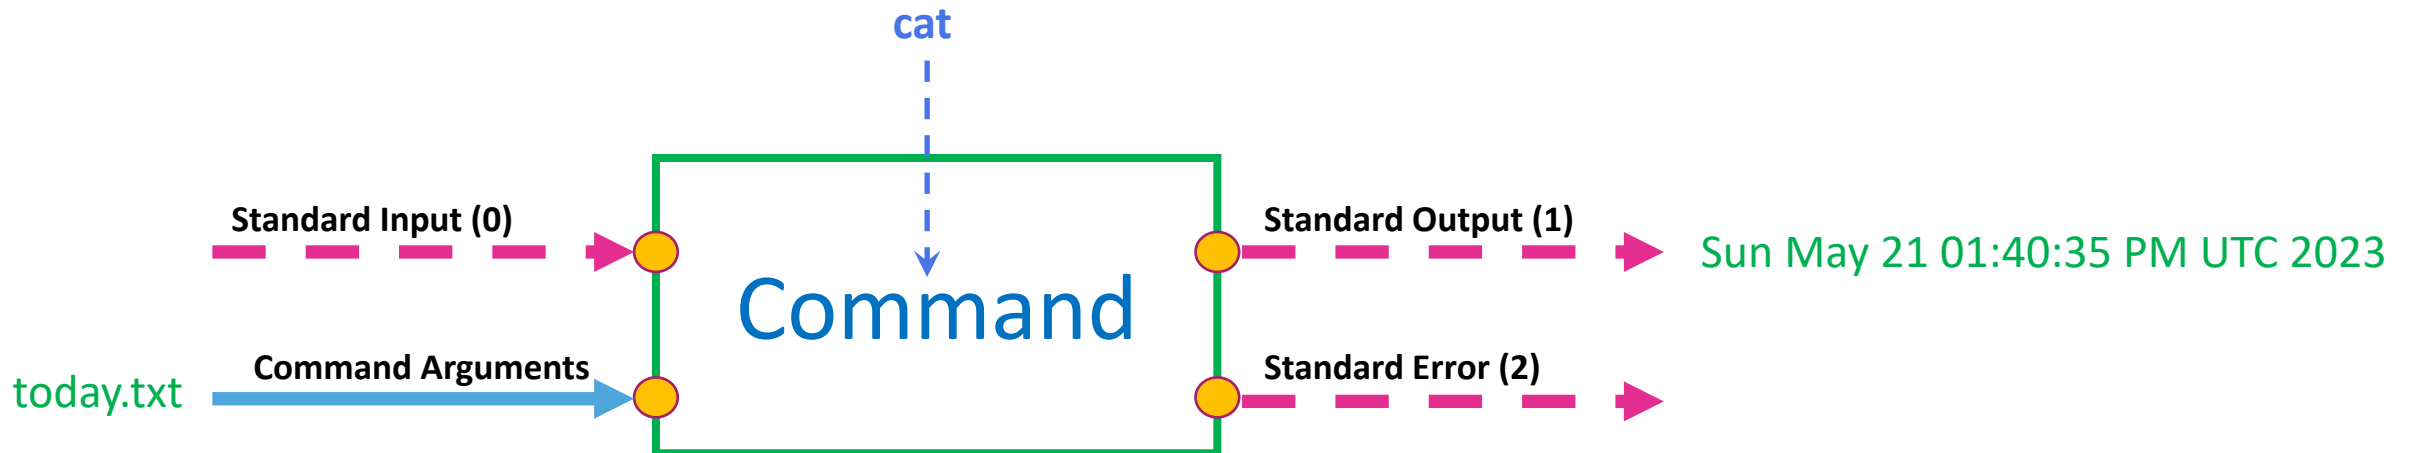 cat
Standard Input (0)
Standard Output (1)
Sun May 21 01:40:35 PM UTC 2023
Command
Command Arguments
Standard Error (2)
today.txt